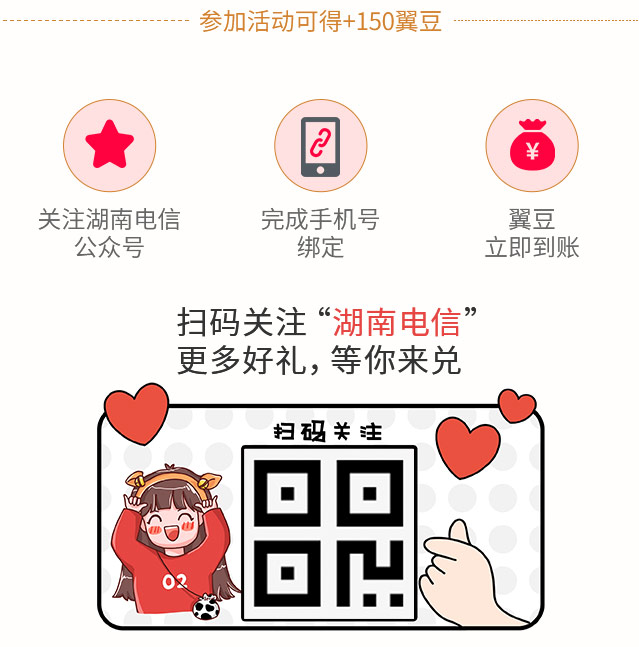 参加活动可得+150翼豆
关注湖南电信
公众号
完成手机号
绑定
¥
翼豆
立即到账
扫码关注“湖南电信”
更多好礼，等你来兑
扫码关注
02